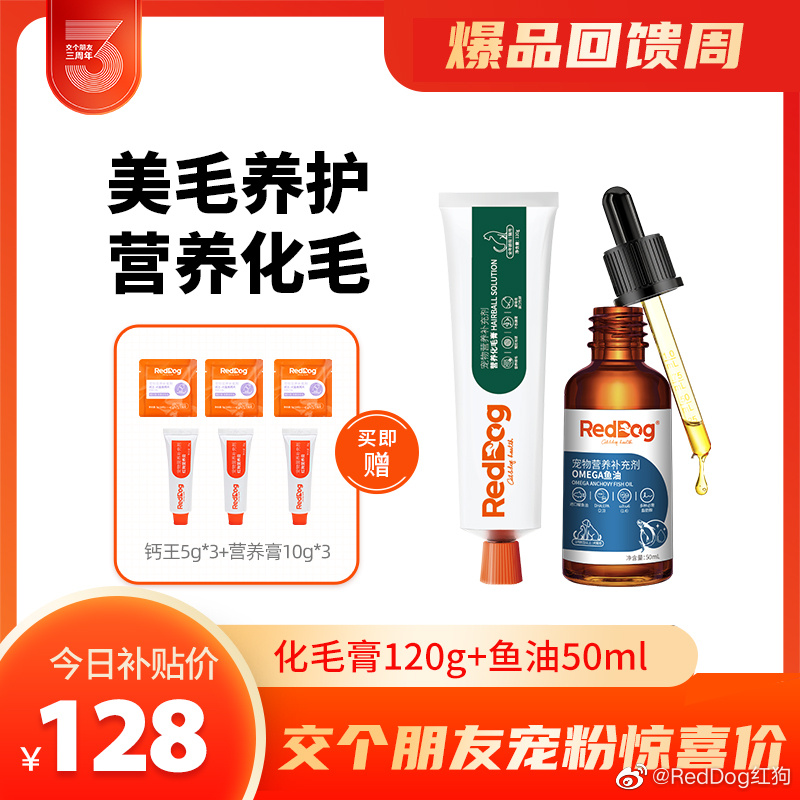 交个朋友
三周年
爆品回馈周
美毛养护
营养化毛
RedDog
RedDog
RedDog
买即
赠
钙王5g*3+营养膏10g*3
宠物营养补充剂
营养化毛膏 HAIRBALL SOLUTION
RedDog
RedDog
宠物营养补充剂
OMEGA鱼油
OMEGA ANCHOVY FISH OIL
净含量:50mL
化毛膏120g+鱼油50ml
今日补贴价
¥128
交个朋友宠粉惊喜价
@RedDog红狗